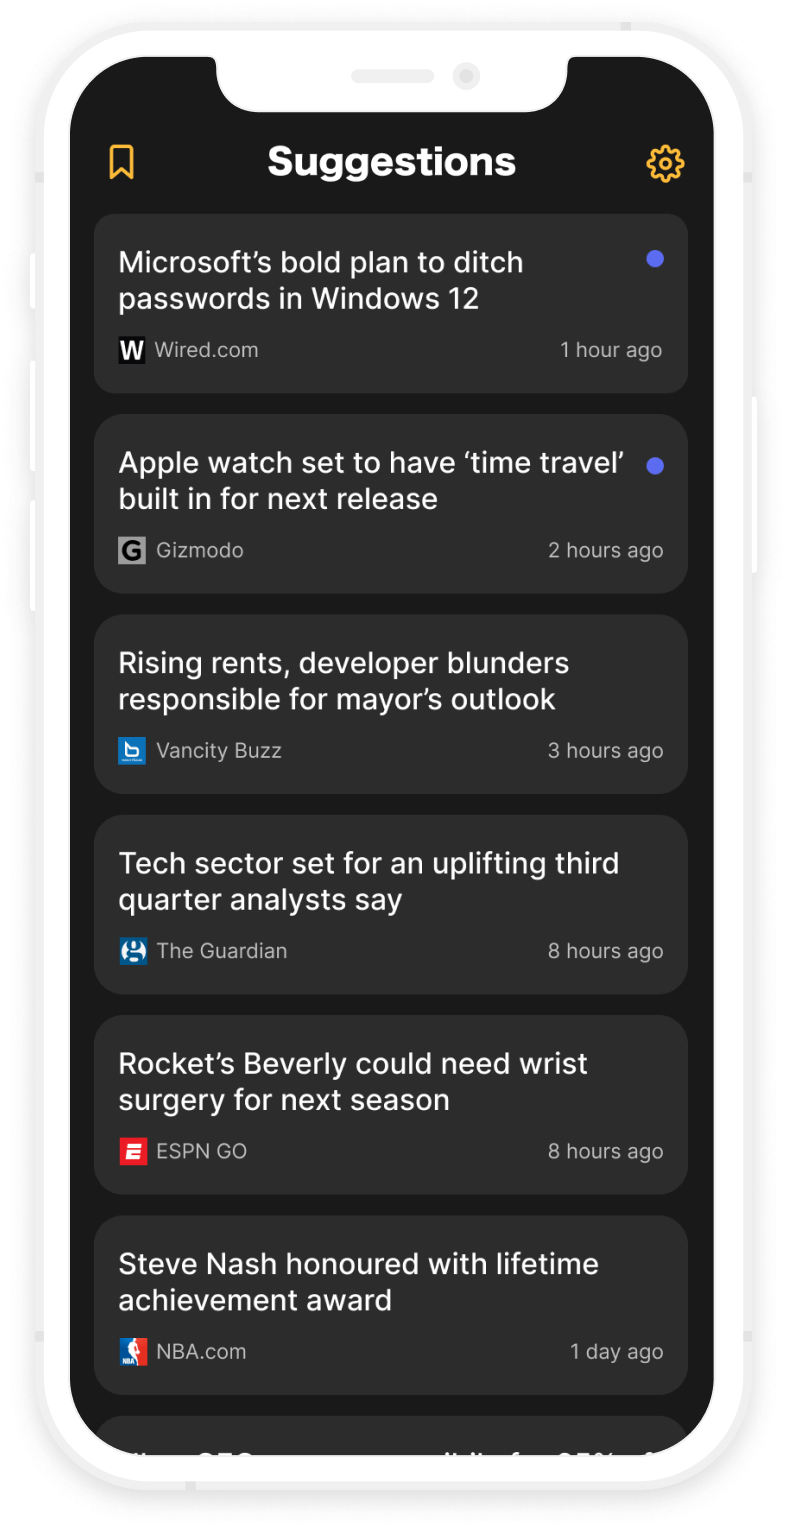 Suggestions
Microsoft’s bold plan to ditch
passwords in Windows 12
W Wired.com 1 hour ago
Apple watch set to have ‘time travel’
built in for next release
G Gizmodo 2 hours ago
Rising rents, developer blunders
responsible for mayor’s outlook
b Vancity Buzz 3 hours ago
Tech sector set for an uplifting third
quarter analysts say
The Guardian 8 hours ago
Rocket’s Beverly could need wrist
surgery for next season
E ESPN GO 8 hours ago
Steve Nash honoured with lifetime
achievement award
NBA NBA.com 1 day ago